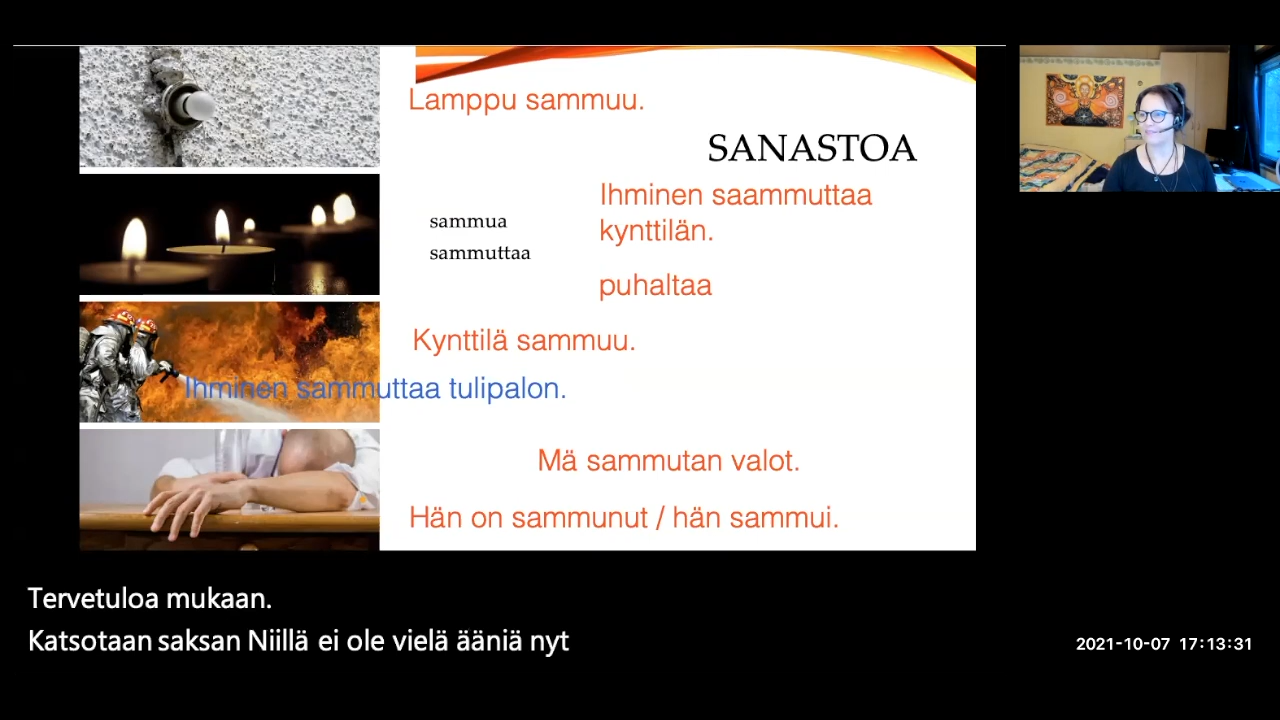 Lamppu sammuu.
SANASTOA
Ihminen saammuttaa
kynttilän.
sammua
sammuttaa
puhaltaa
Kynttilä sammuu.
Ihminen sammuttaa tulipalon.
Mä sammutan valot.
Hän on sammunut / hän sammui.
Tervetuloa mukaan.
Katsotaan saksan Niillä ei ole vielä ääniä nyt
2021-10-07 17:13:31